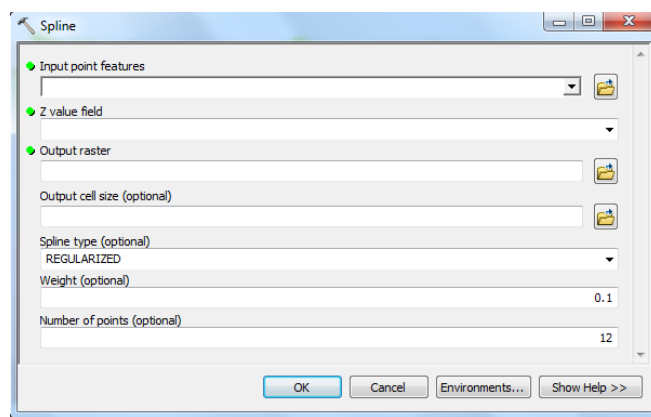 Spline
Input point features
Z value field
Output raster
Output cell size (optional)
Spline type (optional)
REGULARIZED
Weight (optional)
0.1
Number of points (optional)
12
OK Cancel Environments... Show Help >>